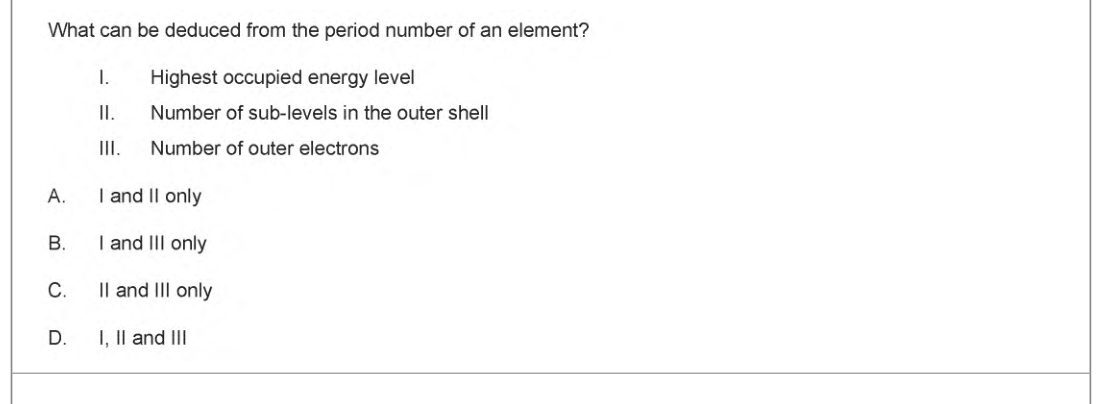 What can be deduced from the period number of an element?
I. Highest occupied energy level
II. Number of sub-levels in the outer shell
III. Number of outer electrons
A. I and II only
B. I and III only
C. II and III only
D. I, II and III